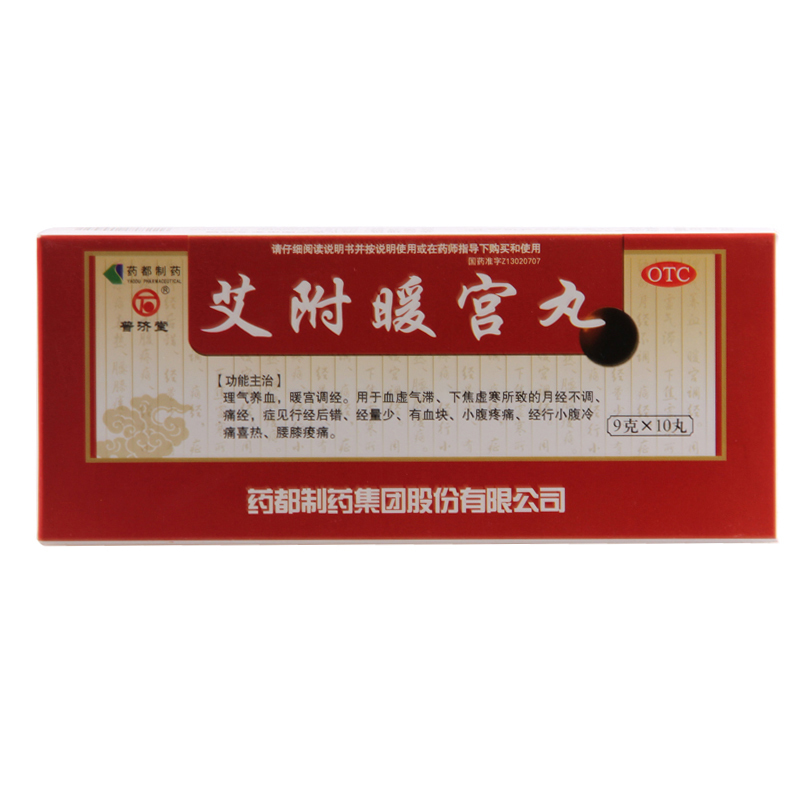 请仔细阅读说明书并按说明使用或在药师指导下购买和使用
国药准字Z13020707
药都制药
YAODU PHARMACEUTICAL
®
普济堂
艾附暖宫丸
OTC
【功能主治】
理气养血,暖宫调经。用于血虚气滞、下焦虚寒所致的月经不调、
痛经,症见行经后错、经量少、有血块、小腹疼痛、经行小腹冷
痛喜热、腰膝痠痛。
9克×10丸
药都制药集团股份有限公司